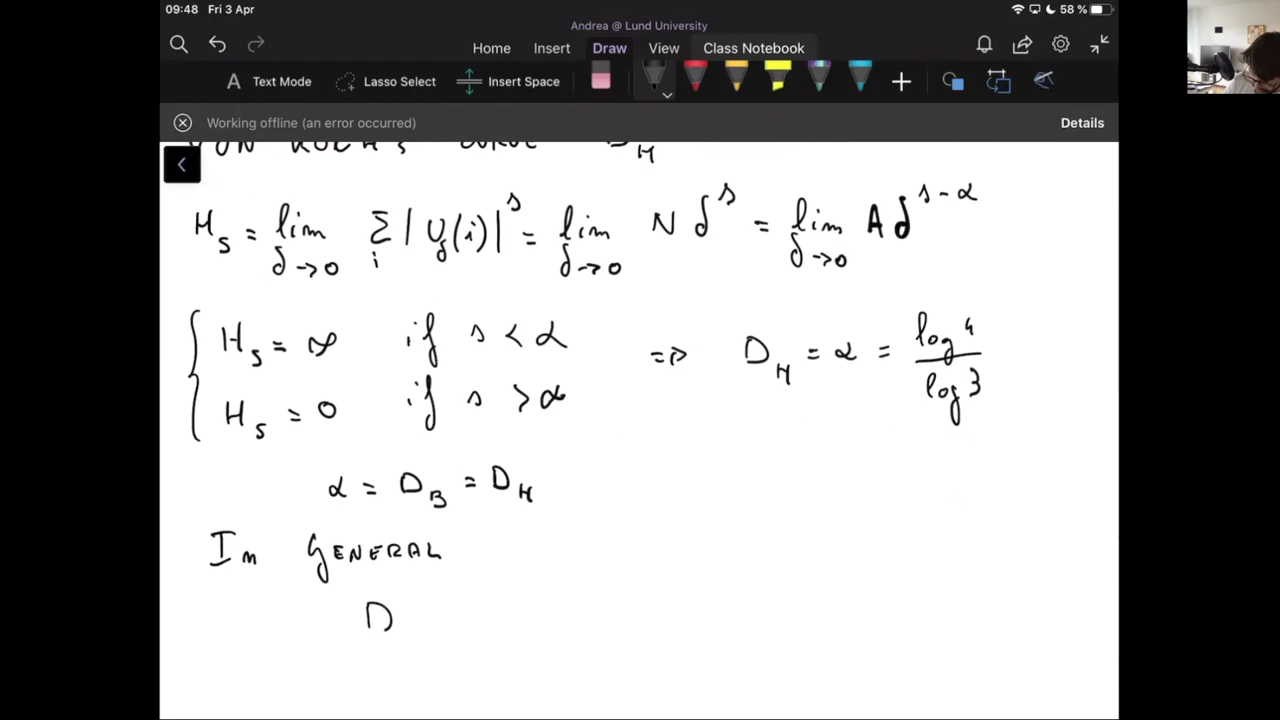 09:48 Fri 3 Apr 58 %
Andrea @ Lund University
Home Insert Draw View Class Notebook
A Text Mode Lasso Select Insert Space
Working offline (an error occurred) Details
H_s = lim_{δ→0} Σ_i |U_δ(i)|^s = lim_{δ→0} N δ^s = lim_{δ→0} A δ^{s-α}
H_s = ∞ if s < α => D_H = α = log 4 / log 3
H_s = 0 if s > α
α = D_B = D_H
In GENERAL
D